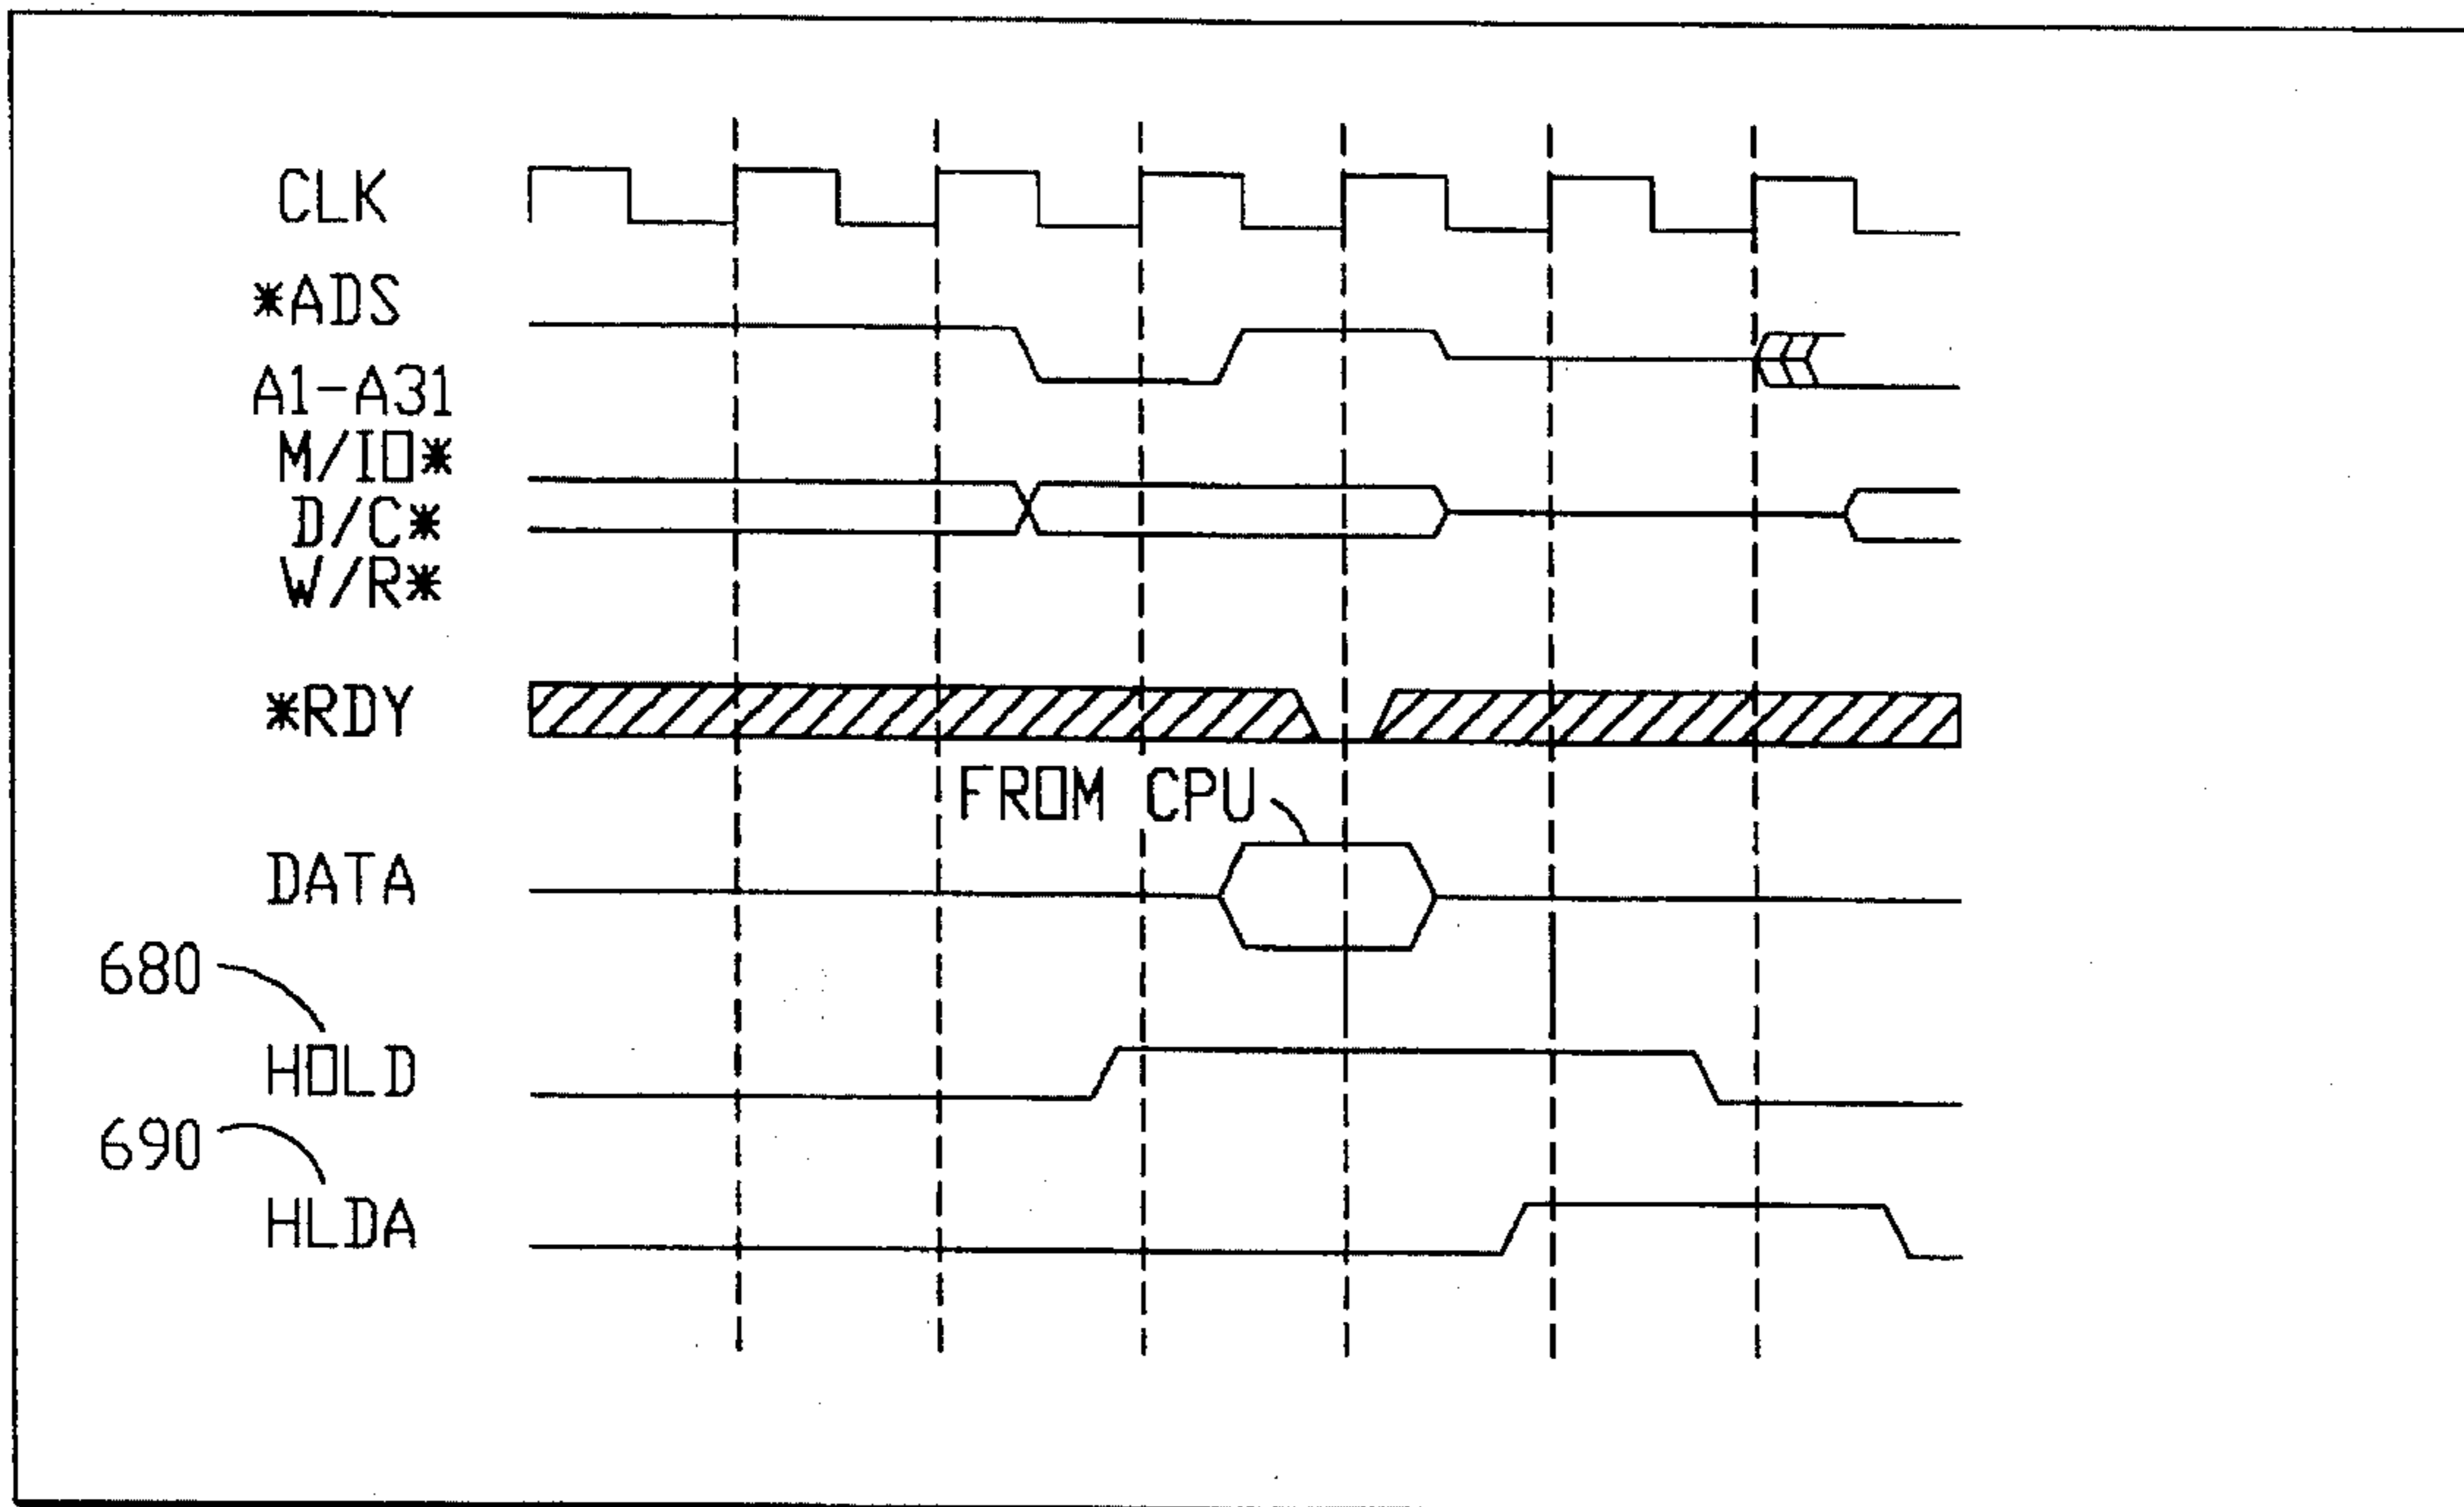 CLK
*ADS
A1-A31
M/IO*
D/C*
W/R*
*RDY
FROM CPU
DATA
680
HOLD
690
HLDA